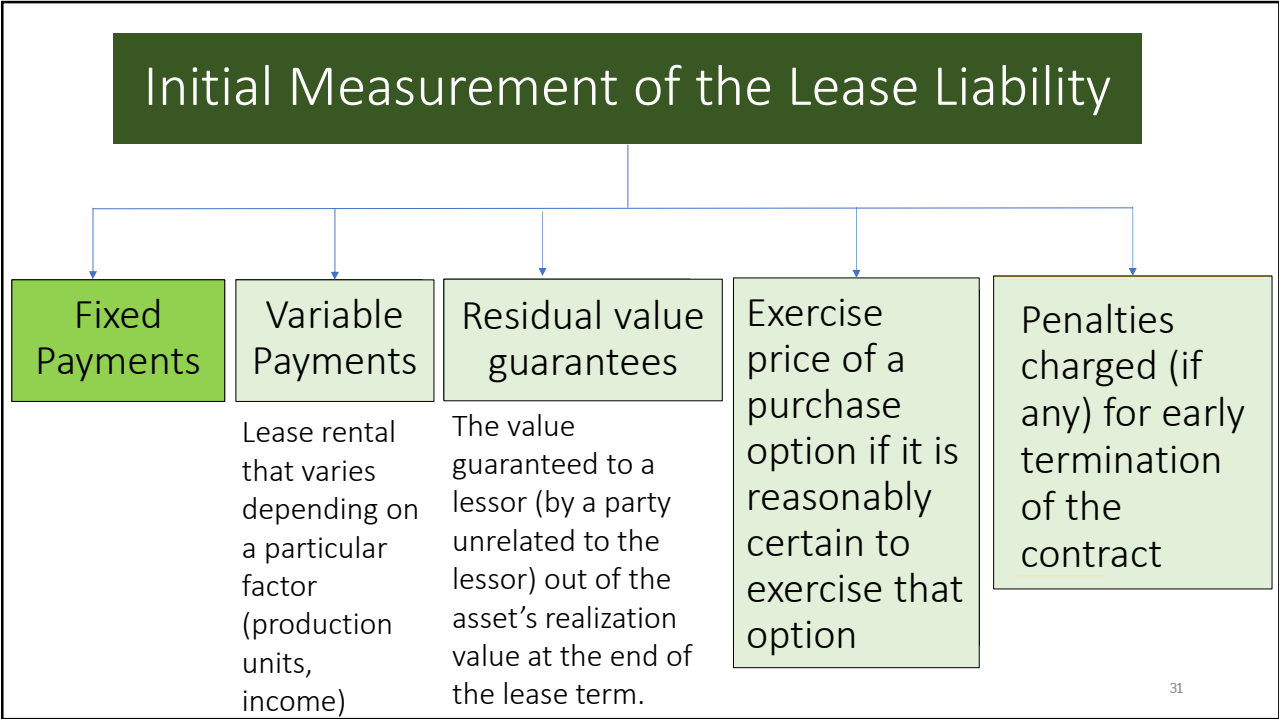 Initial Measurement of the Lease Liability
Fixed
Payments
Variable
Payments
Lease rental
that varies
depending on
a particular
factor
(production
units,
income)
Residual value
guarantees
The value
guaranteed to a
lessor (by a party
unrelated to the
lessor) out of the
asset’s realization
value at the end of
the lease term.
Exercise
price of a
purchase
option if it is
reasonably
certain to
exercise that
option
Penalties
charged (if
any) for early
termination
of the
contract
31